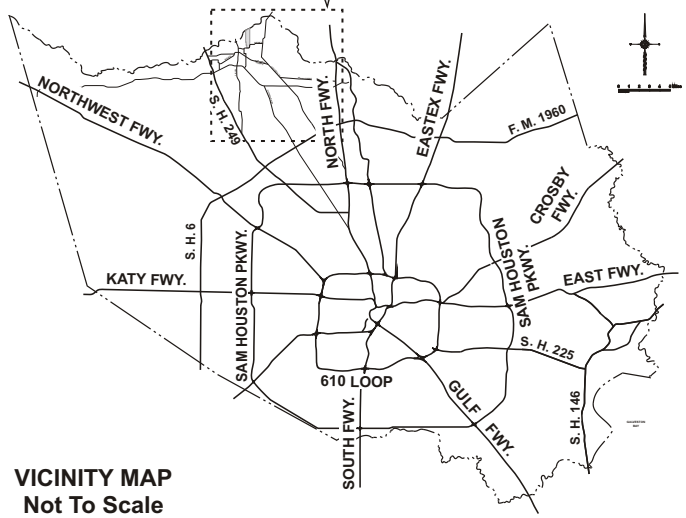 NORTHWEST FWY.
S. H. 249
NORTH FWY.
EASTEX FWY.
F. M. 1960
CROSBY
FWY.
S. H. 6
SAM HOUSTON
PKWY.
KATY FWY.
EAST FWY.
SAM HOUSTON PKWY.
S. H. 225
610 LOOP
GULF FWY.
S. H. 146
SOUTH FWY.
VICINITY MAP
Not To Scale